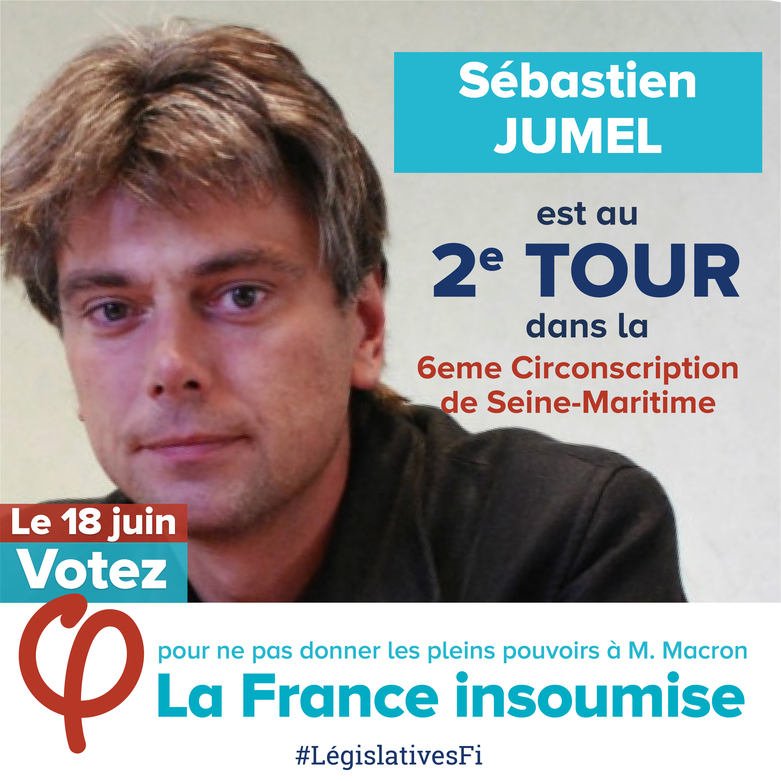 Sébastien
JUMEL
est au
2e TOUR
dans la
6eme Circonscription
de Seine-Maritime
Le 18 juin
Votez
φ
pour ne pas donner les pleins pouvoirs à M. Macron
La France insoumise
#LégislativesFi